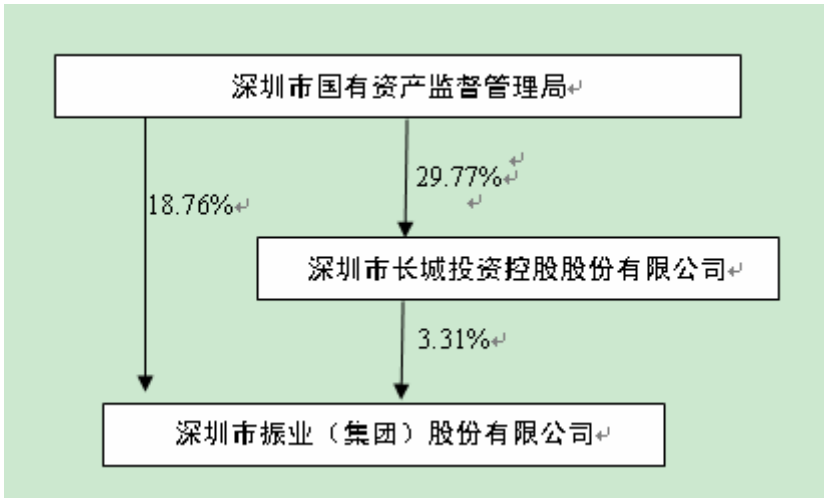 深圳市国有资产监督管理局↵
↵
29.77%↵
18.76%↵
↵
深圳市长城投资控股股份有限公司↵
3.31%↵
深圳市振业（集团）股份有限公司↵